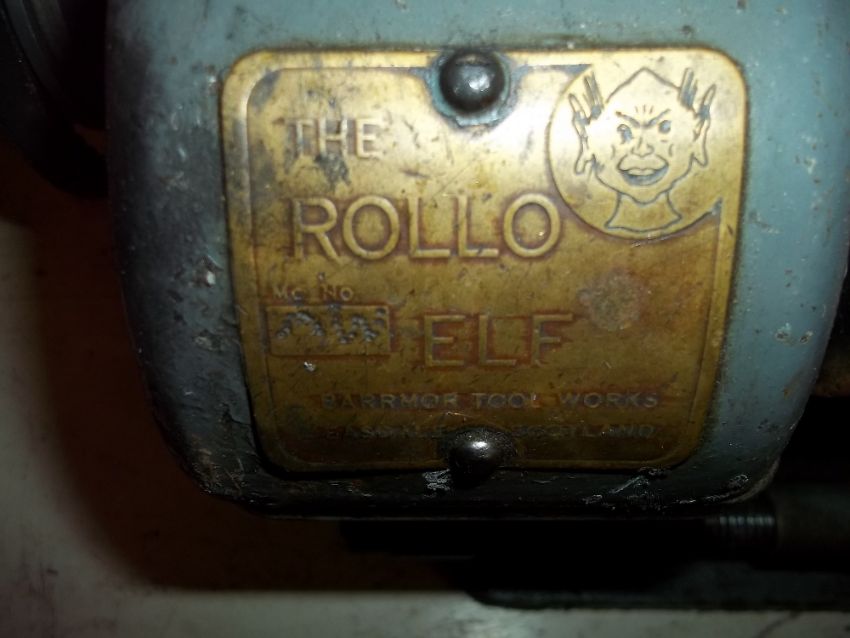 THE
ROLLO
MC NO
ELF
BARRMOR TOOL WORKS
SCOTLAND